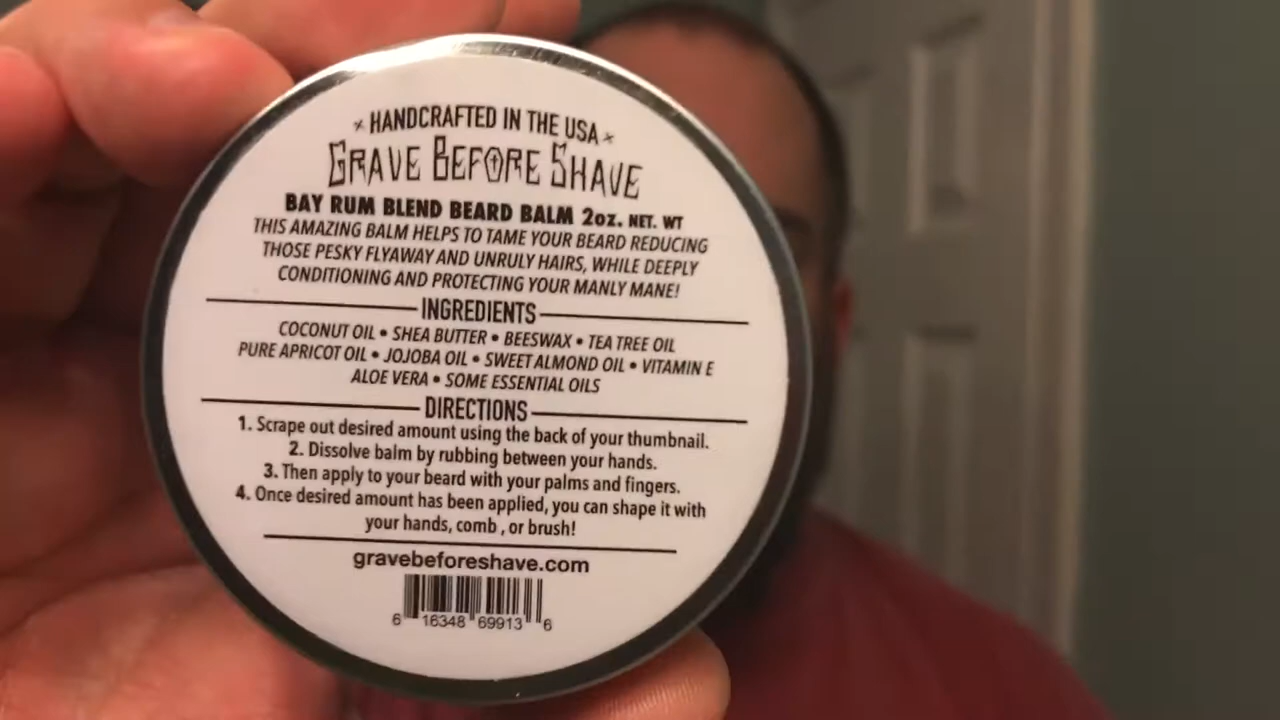 HANDCRAFTED IN THE USA
GRAVE BEFORE SHAVE
BAY RUM BLEND BEARD BALM 2oz. NET. WT
THIS AMAZING BALM HELPS TO TAME YOUR BEARD REDUCING
THOSE PESKY FLYAWAY AND UNRULY HAIRS, WHILE DEEPLY
CONDITIONING AND PROTECTING YOUR MANLY MANE!
INGREDIENTS
COCONUT OIL • SHEA BUTTER • BEESWAX • TEA TREE OIL
PURE APRICOT OIL • JOJOBA OIL • SWEET ALMOND OIL • VITAMIN E
ALOE VERA • SOME ESSENTIAL OILS
DIRECTIONS
1. Scrape out desired amount using the back of your thumbnail.
2. Dissolve balm by rubbing between your hands.
3. Then apply to your beard with your palms and fingers.
4. Once desired amount has been applied, you can shape it with
your hands, comb , or brush!
gravebeforeshave.com
6 16348 69913 6